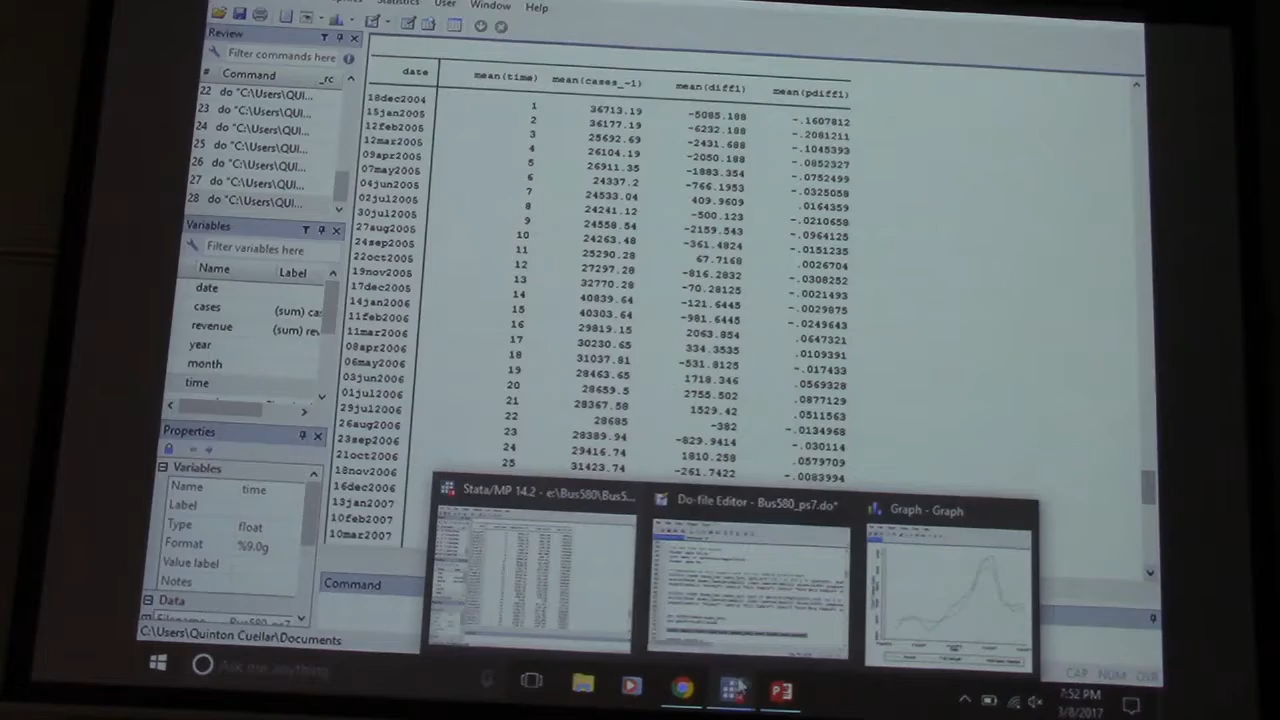 Statistics User Window Help
Review
Filter commands here
# Command _rc
22 do "C:\Users\QUI...
23 do "C:\Users\QUI...
24 do "C:\Users\QUI...
25 do "C:\Users\QUI...
26 do "C:\Users\QUI...
27 do "C:\Users\QUI...
28 do "C:\Users\QUI...
Variables
Filter variables here
Name Label
date
cases (sum) cas
revenue (sum) rev
year
month
time
Properties
Variables
Name time
Label
Type float
Format %9.0g
Value label
Notes
Data
Bus580_ps7
C:\Users\Quinton Cuellar\Documents
date mean(time) mean(cases_~1) mean(diff1) mean(pdiff1)
18dec2004 1 36713.19 -5085.188 -.1607812
15jan2005 2 36177.19 -6232.188 -.2081211
12feb2005 3 25692.69 -2431.688 -.1045393
12mar2005 4 26104.19 -2050.188 -.0852327
09apr2005 5 26911.35 -1883.354 -.0752499
07may2005 6 24337.2 -766.1953 -.0325058
04jun2005 7 24533.04 409.9609 .0164359
02jul2005 8 24241.12 -500.123 -.0210658
30jul2005 9 24558.54 -2159.543 -.0964125
27aug2005 10 24263.48 -361.4824 -.0151235
24sep2005 11 25290.28 67.7168 .0026704
22oct2005 12 27297.28 -816.2832 -.0308252
19nov2005 13 32770.28 -70.28125 -.0021493
17dec2005 14 40839.64 -121.6445 -.0029875
14jan2006 15 40303.64 -981.6445 -.0249643
11feb2006 16 29819.15 2063.854 .0647321
11mar2006 17 30230.65 334.3535 .0109391
08apr2006 18 31037.81 -531.8125 -.017433
06may2006 19 28463.65 1718.346 .0569328
03jun2006 20 28659.5 2755.502 .0877129
01jul2006 21 28367.58 1529.42 .0511563
29jul2006 22 28685 -382 -.0134968
26aug2006 23 28389.94 -829.9414 -.030114
23sep2006 24 29416.74 1810.258 .0579709
21oct2006 25 31423.74 -261.7422 -.0083994
18nov2006
16dec2006
13jan2007
10feb2007
10mar2007
Command
Stata/MP 14.2 - e:\Bus580\Bus5...
Do-file Editor - Bus580_ps7.do*
Graph - Graph
Ask me anything
CAP NUM OVR
7:52 PM
3/8/2017